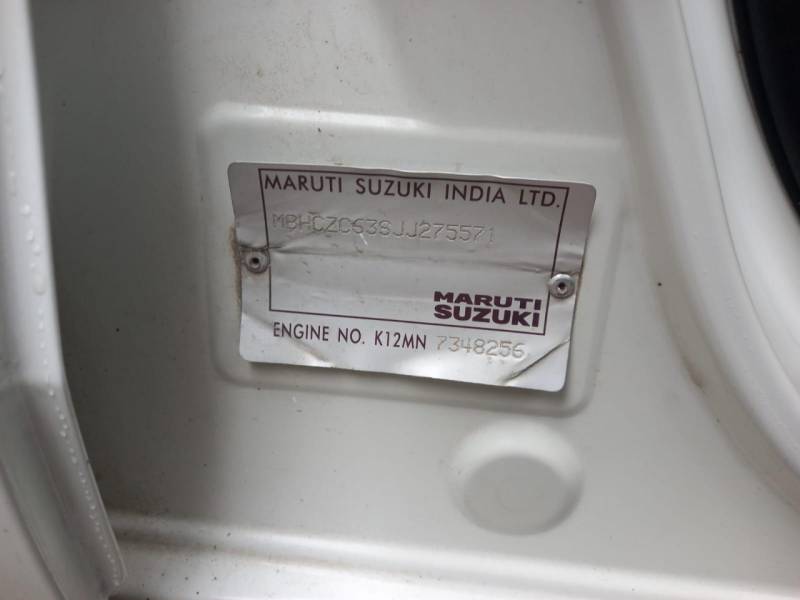 MARUTI SUZUKI INDIA LTD.
MBHCZC63SJJ275571
MARUTI
SUZUKI
ENGINE NO. K12MN 7348256